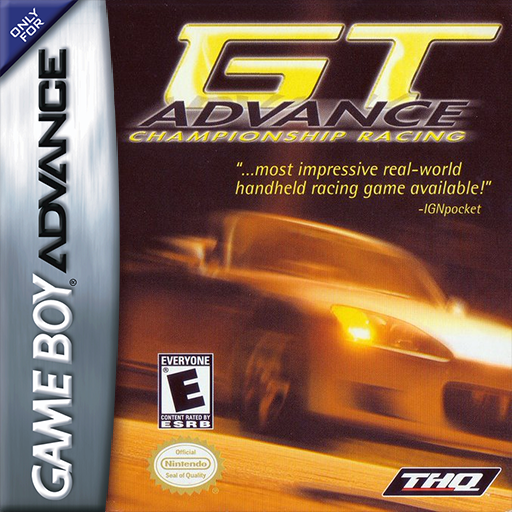 ONLY
FOR
GAME BOY ADVANCE
GT
ADVANCE
CHAMPIONSHIP RACING
"...most impressive real-world
handheld racing game available!"
-IGNpocket
EVERYONE
E
CONTENT RATED BY
ESRB
Official
Nintendo
Seal of Quality
THQ